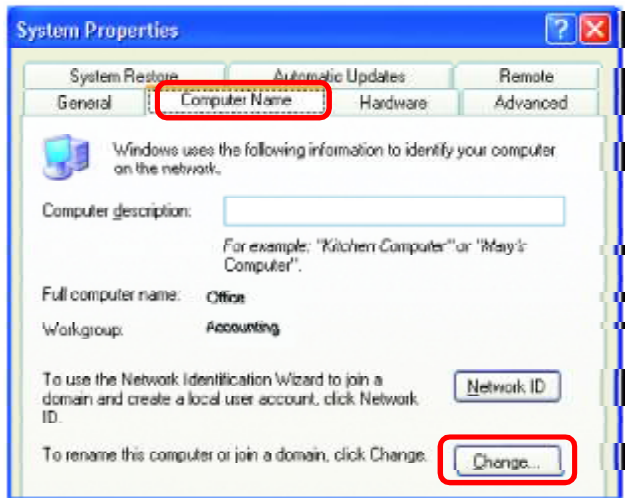 System Properties
System Restore Automatic Updates Remote
General Computer Name Hardware Advanced
Windows uses the following information to identify your computer
on the network.
Computer description:
For example: "Kitchen Computer" or "Mary's
Computer".
Full computer name: Office
Workgroup: Accounting
To use the Network Identification Wizard to join a
domain and create a local user account, click Network
ID.
Network ID
To rename this computer or join a domain, click Change.
Change...